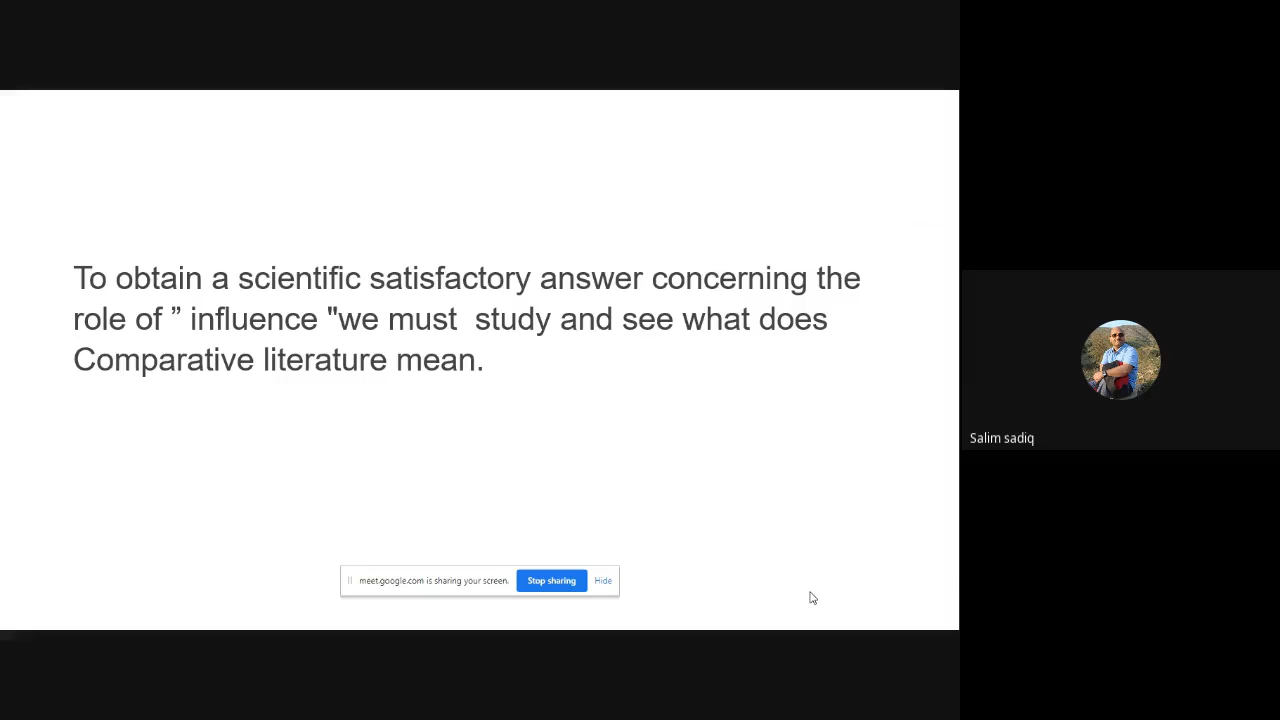 To obtain a scientific satisfactory answer concerning the
role of ” influence "we must  study and see what does
Comparative literature mean.
Salim sadiq
meet.google.com is sharing your screen. Stop sharing Hide